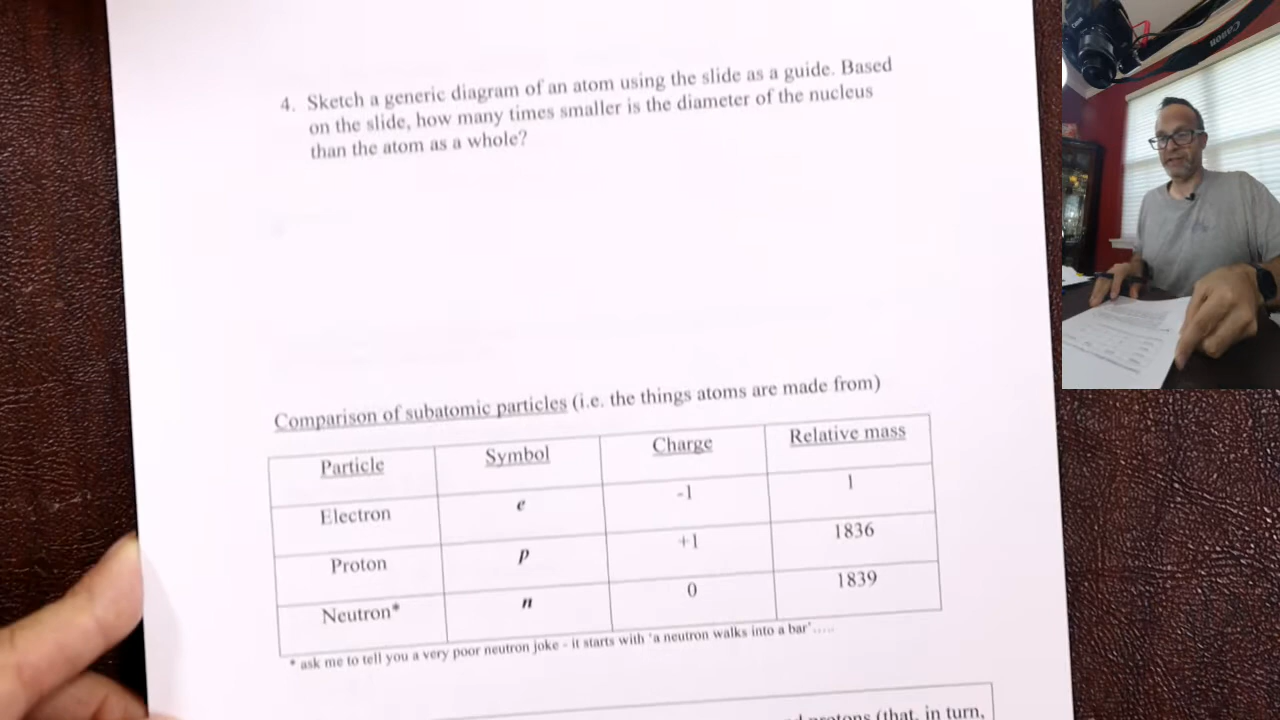 4. Sketch a generic diagram of an atom using the slide as a guide. Based
on the slide, how many times smaller is the diameter of the nucleus
than the atom as a whole?
Comparison of subatomic particles (i.e. the things atoms are made from)
Particle Symbol Charge Relative mass
Electron e -1 1
Proton p +1 1836
Neutron* n 0 1839
* ask me to tell you a very poor neutron joke - it starts with 'a neutron walks into a bar'.....
protons (that, in turn,
Canon